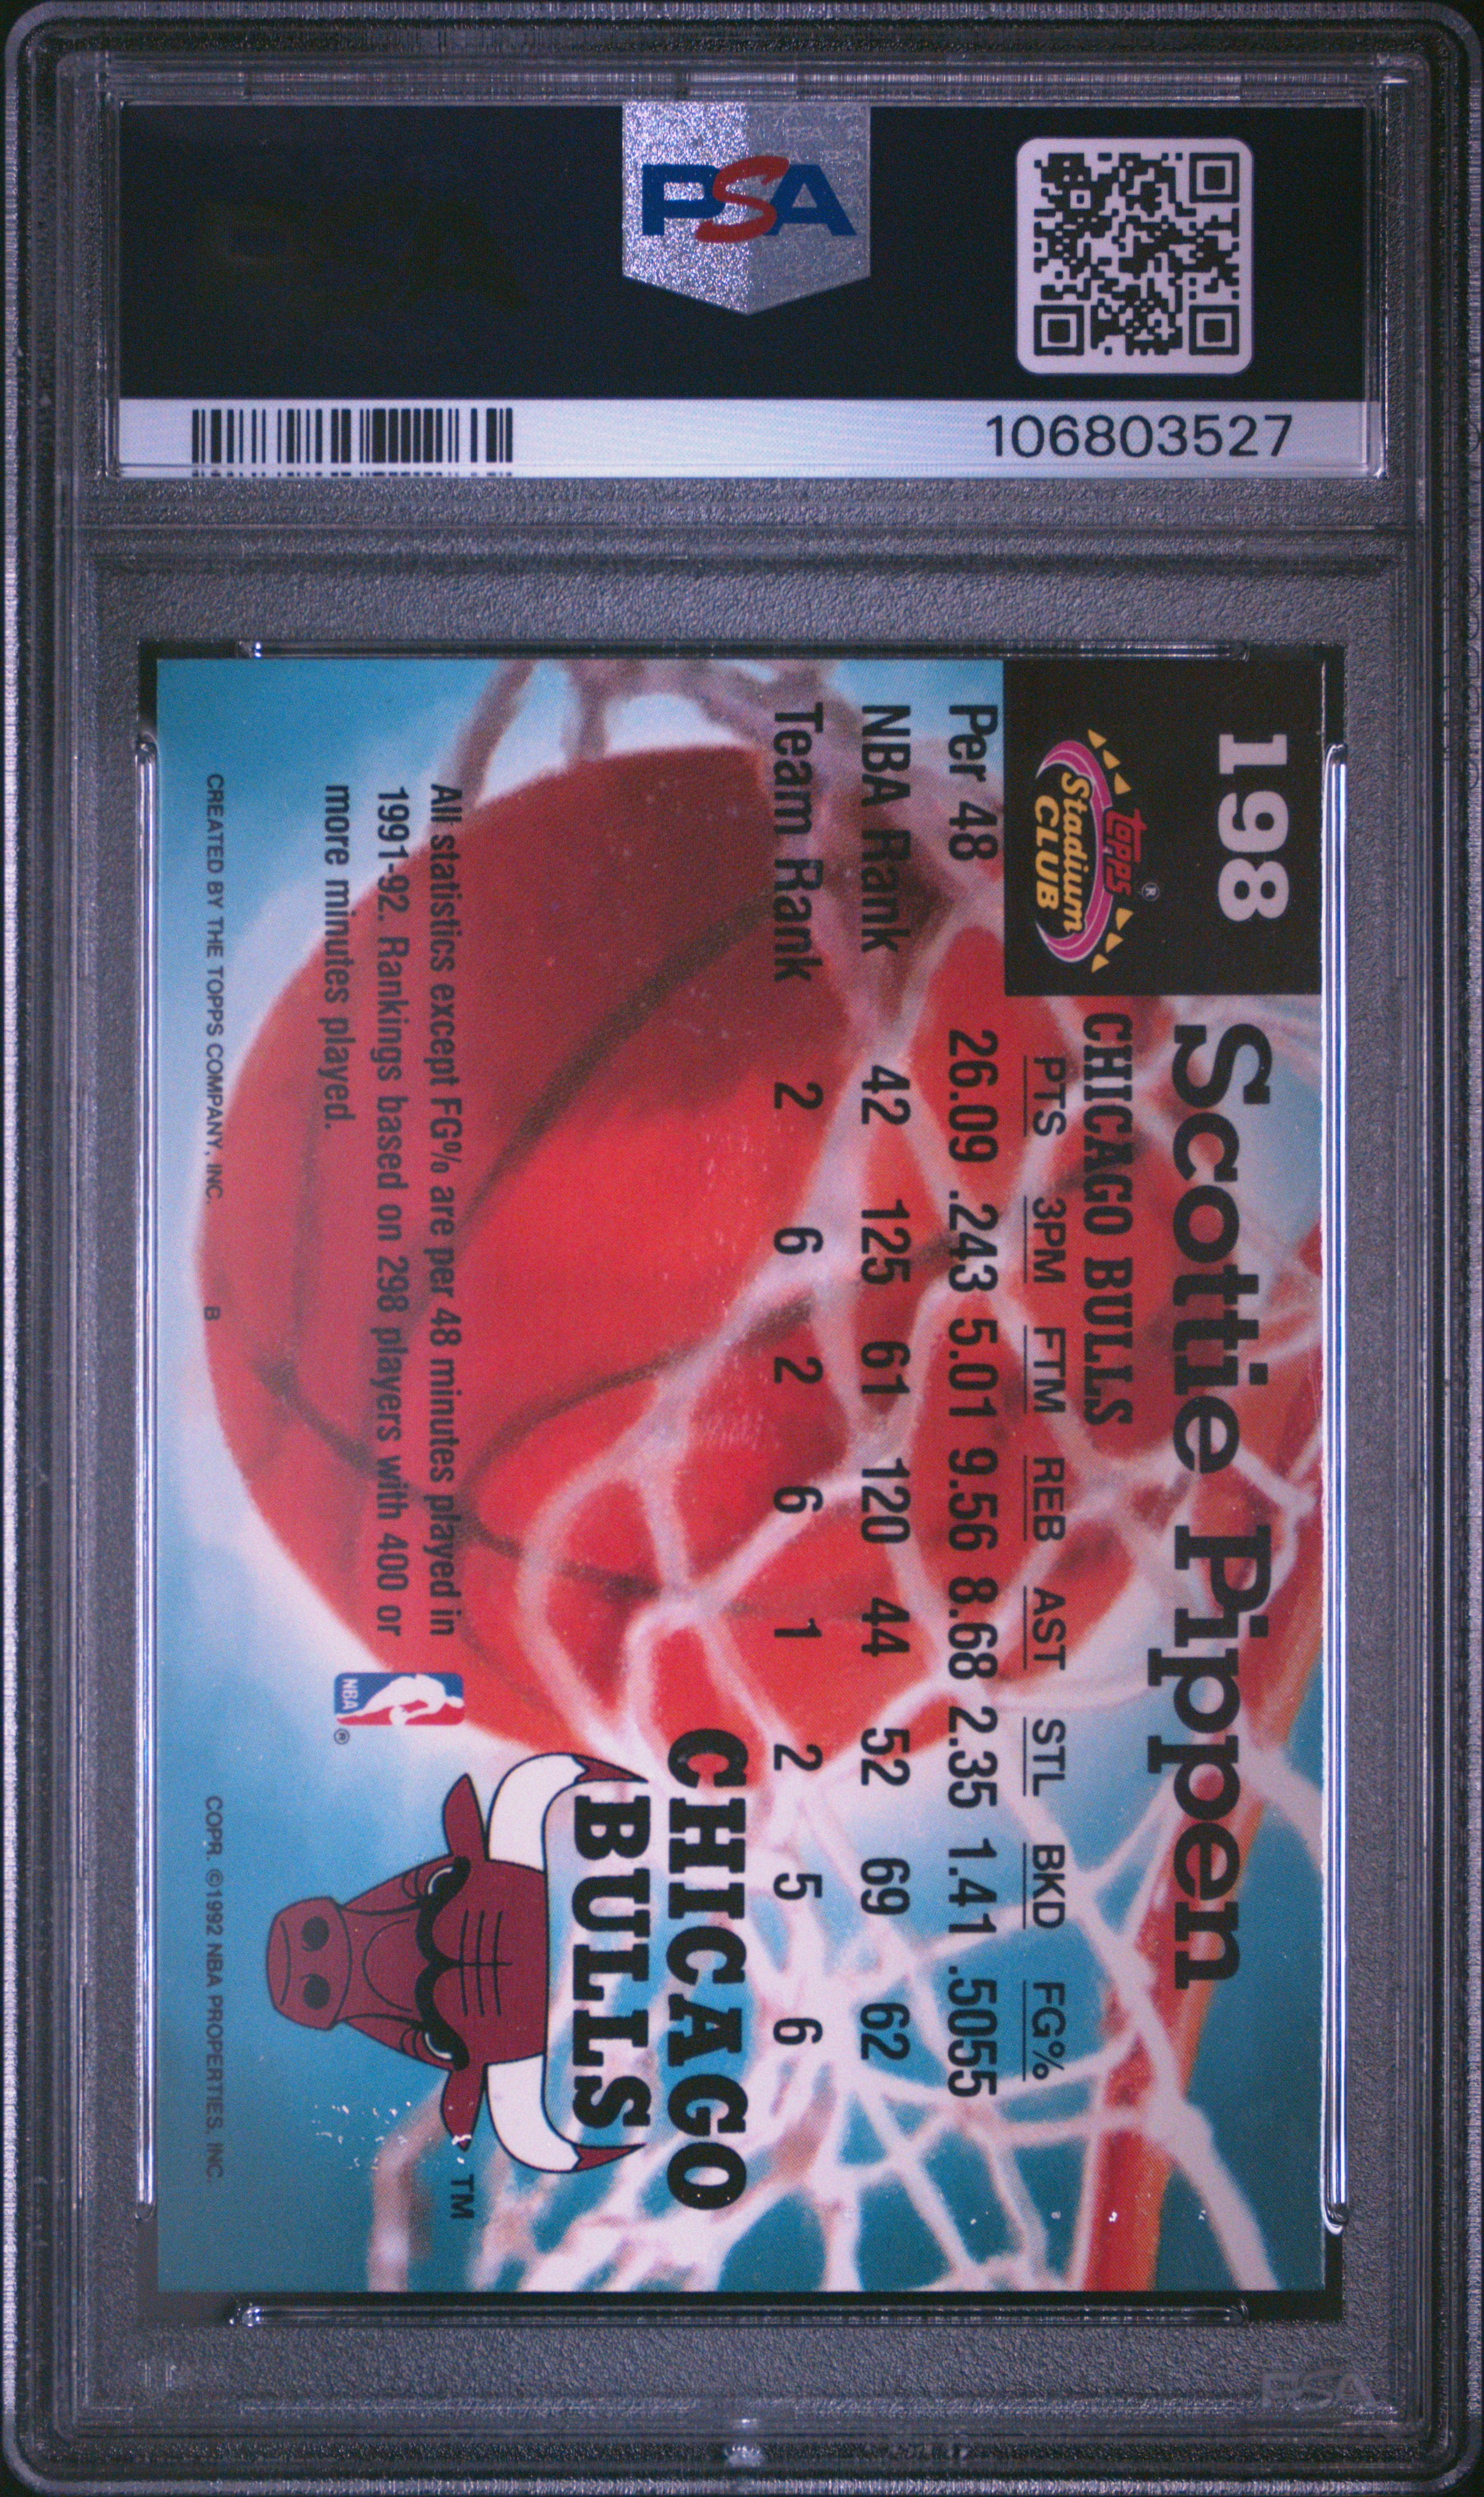 PSA
106803527
198
Scottie Pippen
TOPPS®
Stadium
CLUB
CHICAGO BULLS
PTS 3PM FTM REB AST STL BKD FG%
Per 48 26.09 .243 5.01 9.56 8.68 2.35 1.41 .5055
NBA Rank 42 125 61 120 44 52 69 62
Team Rank 2 6 2 6 1 2 5 6
CHICAGO
BULLS
TM
All statistics except FG% are per 48 minutes played in
1991-92. Rankings based on 298 players with 400 or
more minutes played.
NBA ®
CREATED BY THE TOPPS COMPANY, INC. B COPR. ©1992 NBA PROPERTIES, INC.
PSA